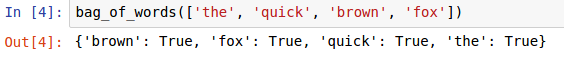 In [4]: bag_of_words(['the', 'quick', 'brown', 'fox'])
Out[4]: {'brown': True, 'fox': True, 'quick': True, 'the': True}